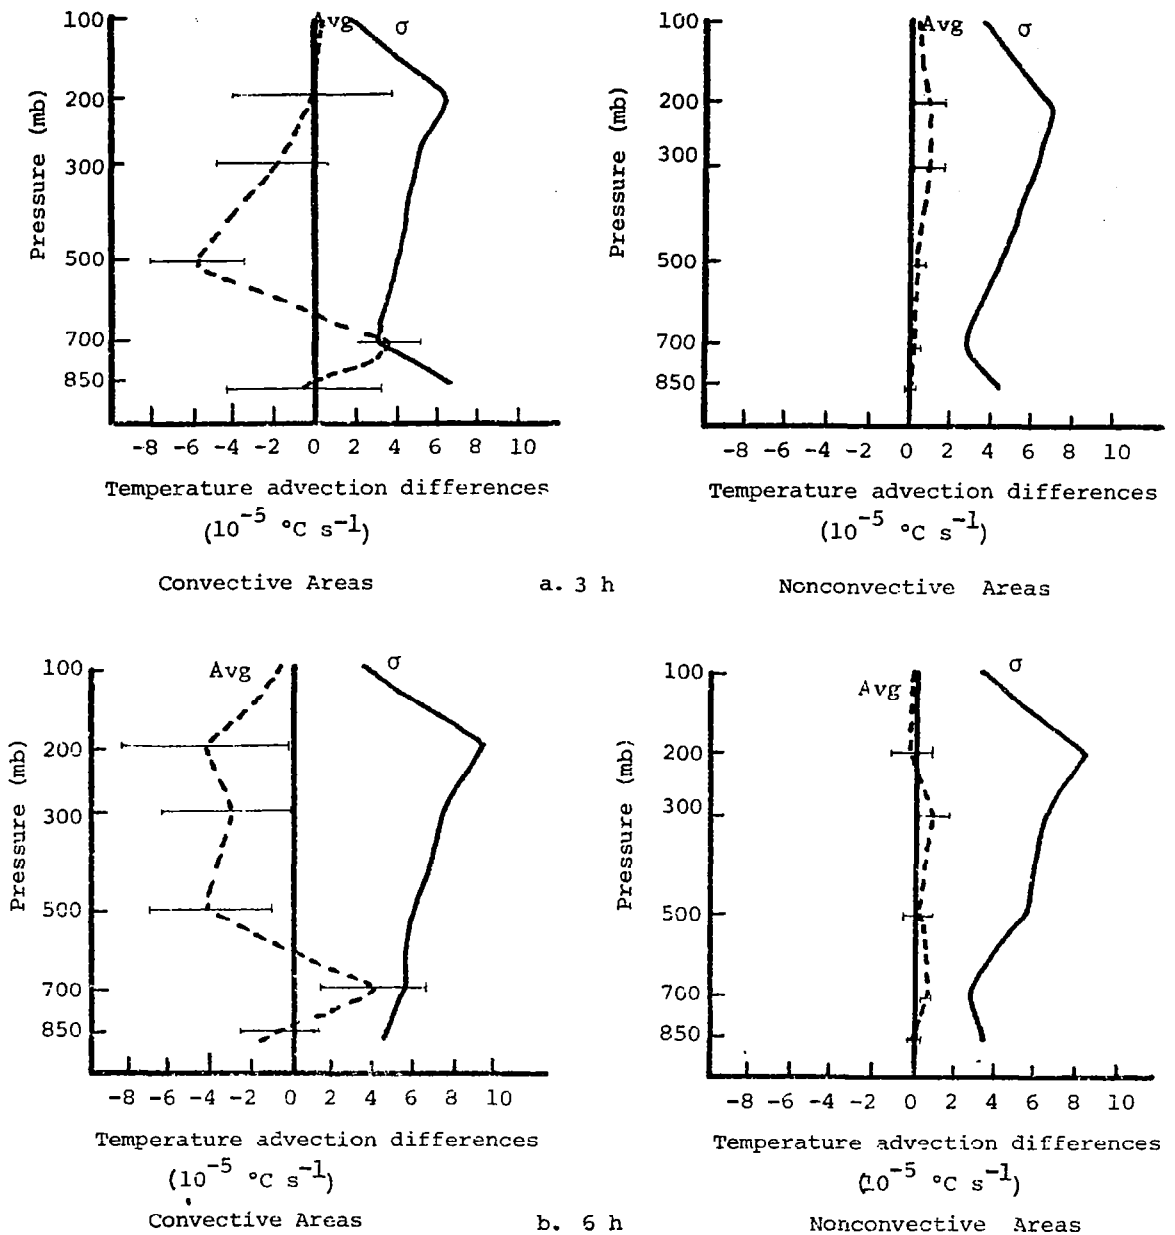 Avg σ
Pressure (mb)
100
200
300
500
700
850
-8 -6 -4 -2 0 2 4 6 8 10
Temperature advection differences
(10⁻⁵ °C s⁻¹)
Convective Areas
Avg σ
Pressure (mb)
100
200
300
500
700
850
-8 -6 -4 -2 0 2 4 6 8 10
Temperature advection differences
(10⁻⁵ °C s⁻¹)
Nonconvective Areas
a. 3 h
Avg σ
Pressure (mb)
100
200
300
500
700
850
-8 -6 -4 -2 0 2 4 6 8 10
Temperature advection differences
(10⁻⁵ °C s⁻¹)
Convective Areas
Avg σ
Pressure (mb)
100
200
300
500
700
850
-8 -6 -4 -2 0 2 4 6 8 10
Temperature advection differences
(10⁻⁵ °C s⁻¹)
Nonconvective Areas
b. 6 h